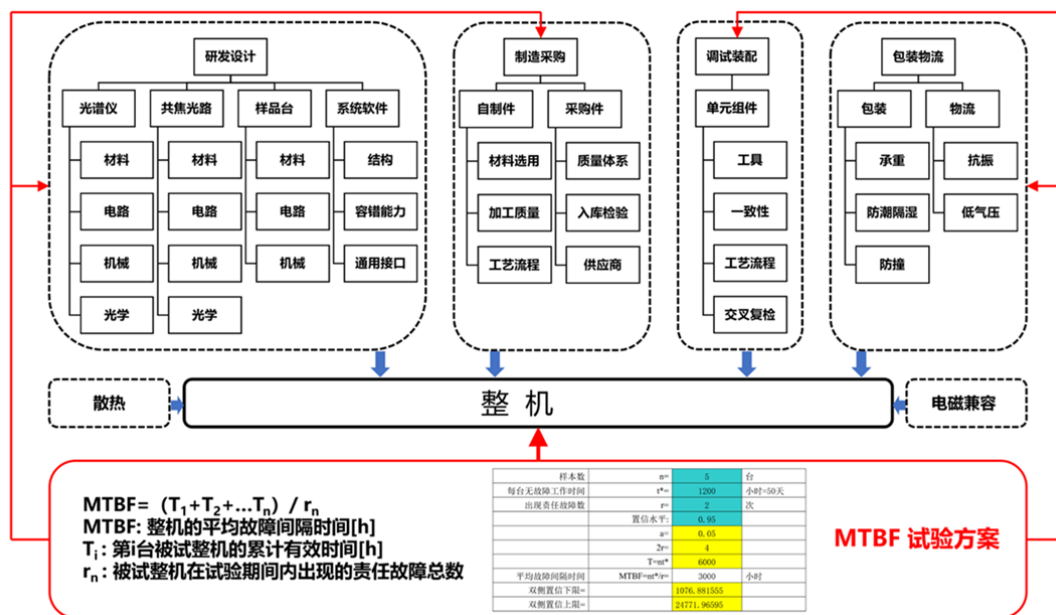 研发设计
制造采购
调试装配
包装物流
光谱仪
共焦光路
样品台
系统软件
自制件
采购件
单元组件
包装
物流
材料
材料
材料
结构
材料选用
质量体系
工具
承重
抗振
电路
电路
电路
容错能力
加工质量
入库检验
一致性
防潮隔湿
低气压
机械
机械
机械
通用接口
工艺流程
供应商
工艺流程
防撞
光学
光学
交叉复检
散热
整 机
电磁兼容
MTBF=（T₁+T₂+...Tₙ）/ rₙ
MTBF: 整机的平均故障间隔时间[h]
Tᵢ：第i台被试整机的累计有效时间[h]
rₙ：被试整机在试验期间内出现的责任故障总数
样本数 n= 5 台
每台无故障工作时间 t*= 1200 小时=50天
出现责任故障数 r= 2 次
置信水平: 0.95
a= 0.05
2r= 4
T=nt* 6000
平均故障间隔时间 MTBF=nt*/r= 3000 小时
双侧置信下限= 1076.881555
双侧置信上限= 24771.96595
MTBF 试验方案